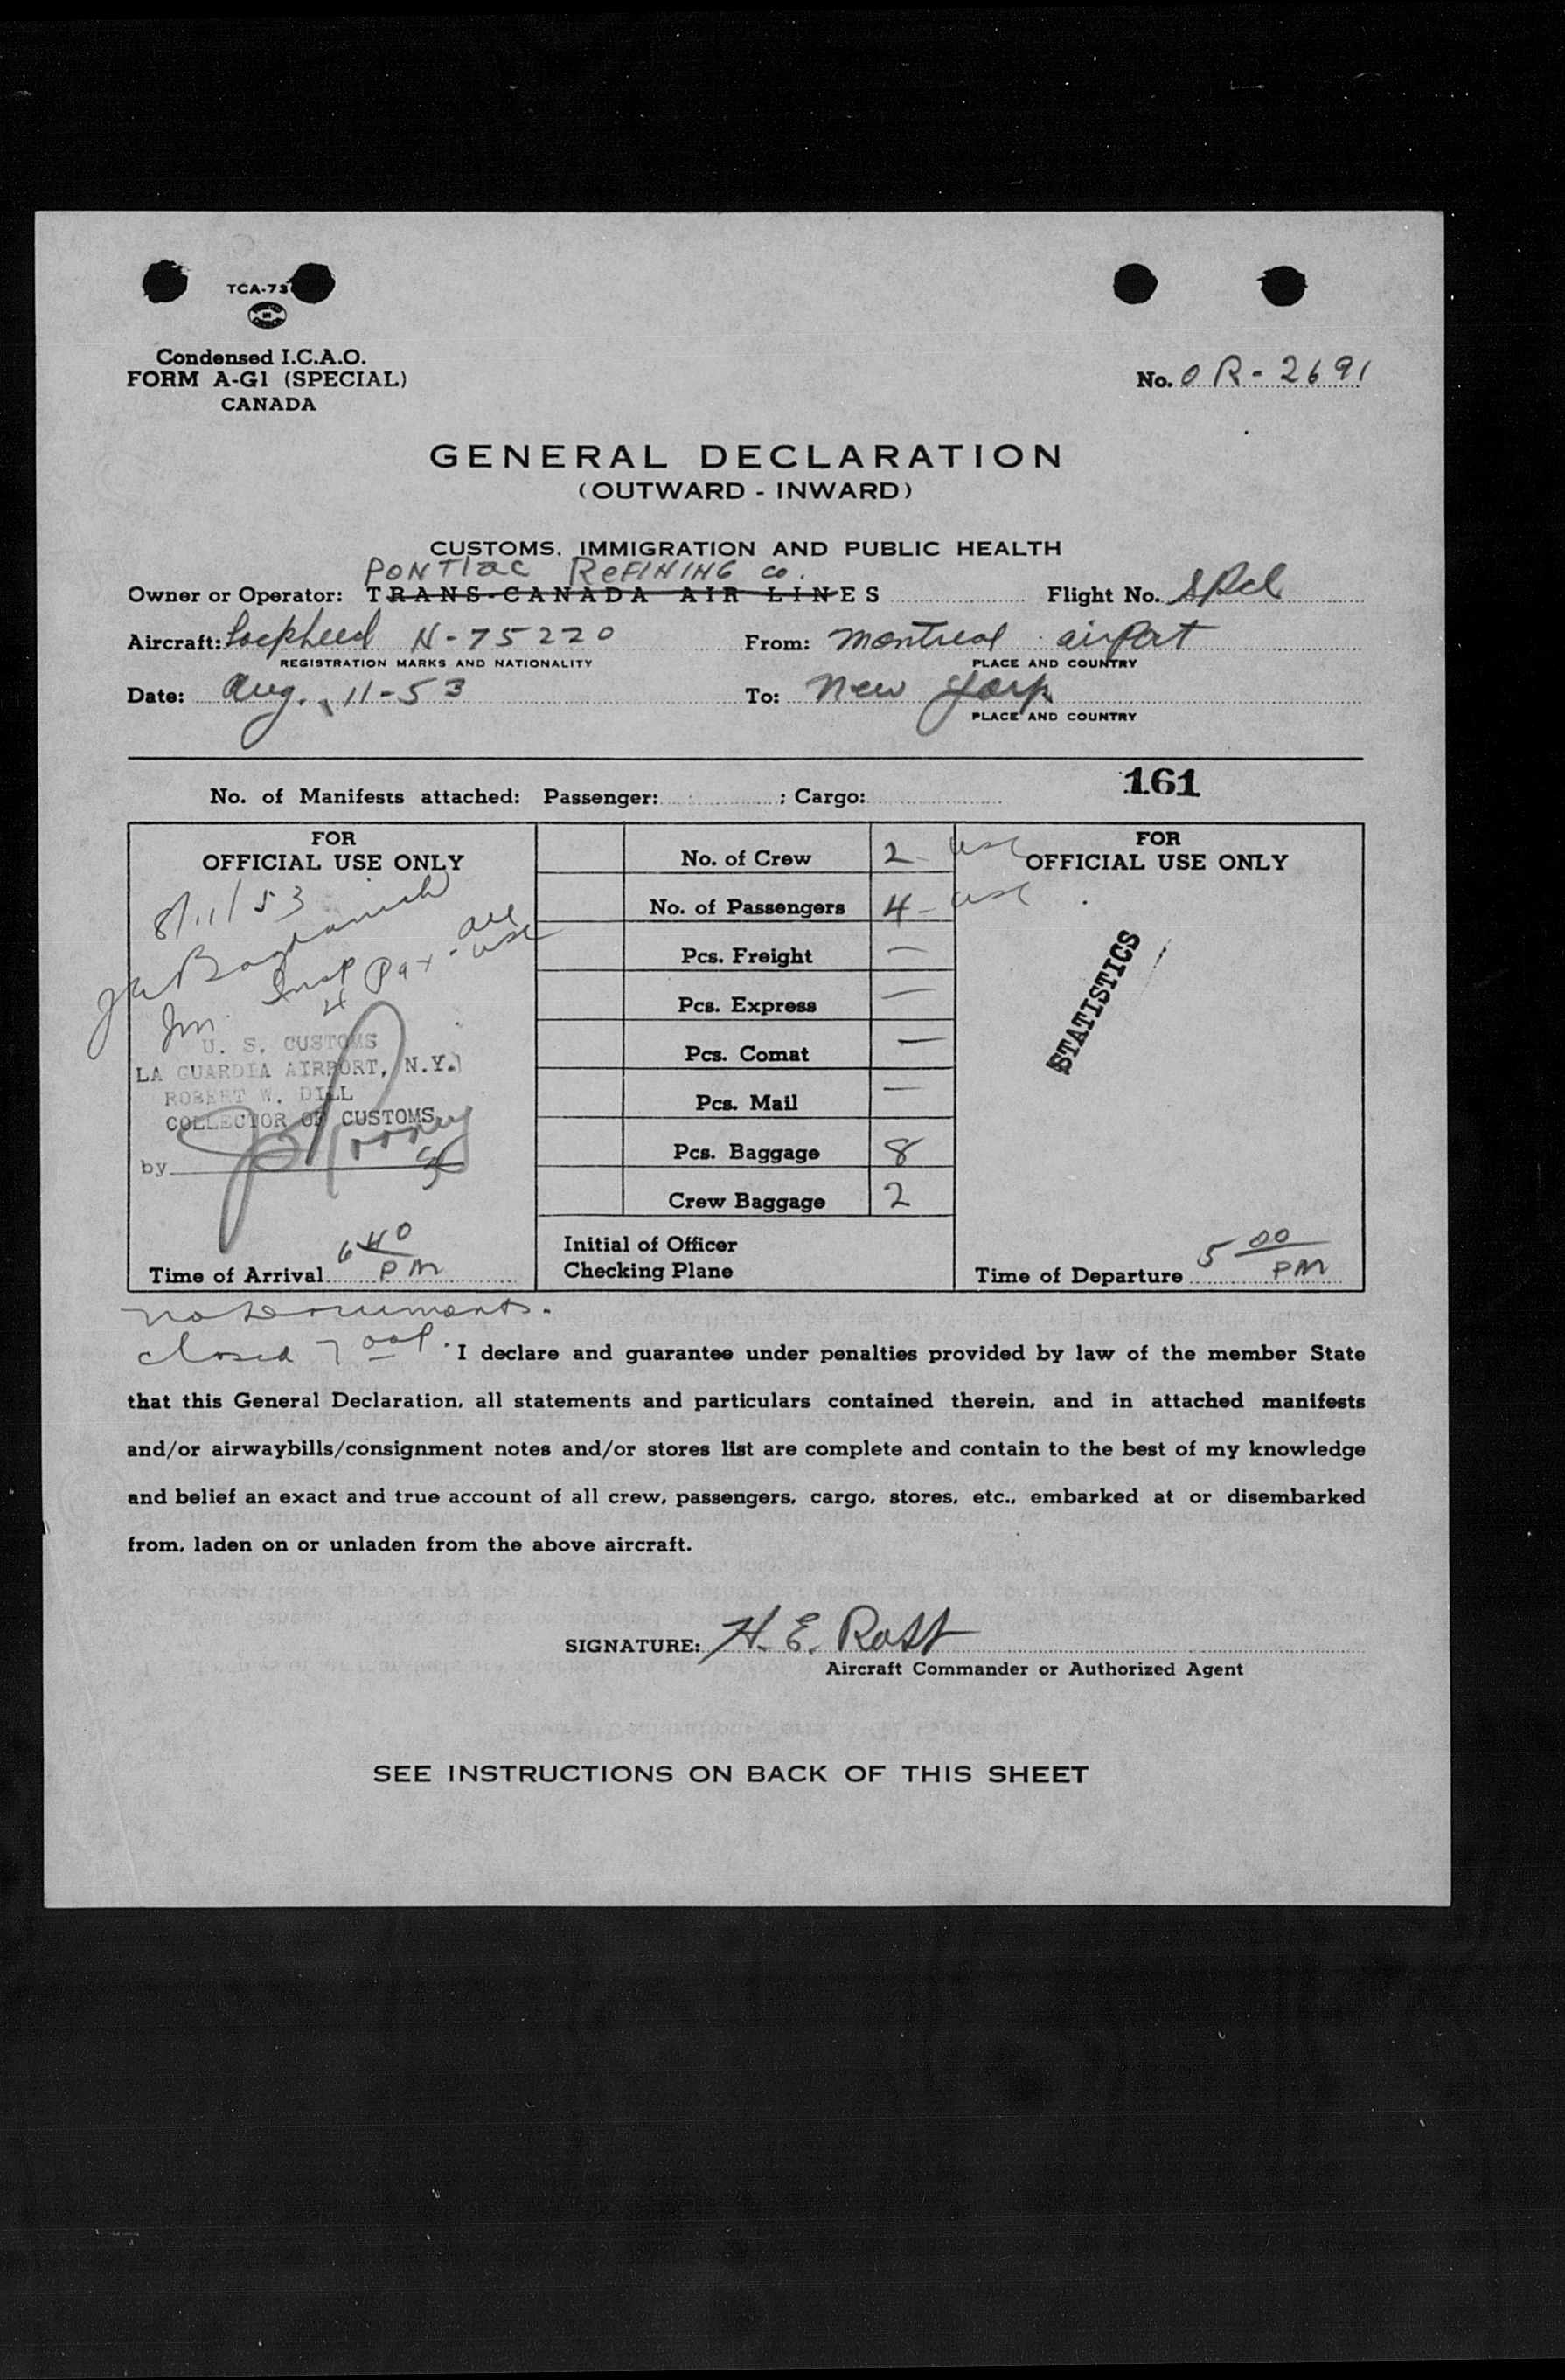 TCA-73
Condensed I.C.A.O.
FORM A-G1 (SPECIAL)
CANADA
No. OR-2691
GENERAL DECLARATION
(OUTWARD - INWARD)
CUSTOMS, IMMIGRATION AND PUBLIC HEALTH
PONTIac ReFINING co.
Owner or Operator: TRANS-CANADA AIR LINES Flight No. SPcl
Aircraft: Lockheed N-75220 From: Montreal airport
REGISTRATION MARKS AND NATIONALITY PLACE AND COUNTRY
Date: Aug. 11-53 To: New York
PLACE AND COUNTRY
161
No. of Manifests attached: Passenger: ; Cargo:
FOR
OFFICIAL USE ONLY
8/11/53
Insp
4 Pax - all
usc
U. S. CUSTOMS
LA GUARDIA AIRPORT, N.Y.
ROBERT W. DILL
COLLECTOR OF CUSTOMS
by
Time of Arrival 6 40 PM
No. of Crew 2 - usc
No. of Passengers 4 - usc
Pcs. Freight —
Pcs. Express —
Pcs. Comat —
Pcs. Mail —
Pcs. Baggage 8
Crew Baggage 2
Initial of Officer
Checking Plane
FOR
OFFICIAL USE ONLY
STATISTICS
Time of Departure 5 00 PM
no documents.
closed 7 00 P. I declare and guarantee under penalties provided by law of the member State
that this General Declaration, all statements and particulars contained therein, and in attached manifests
and/or airwaybills/consignment notes and/or stores list are complete and contain to the best of my knowledge
and belief an exact and true account of all crew, passengers, cargo, stores, etc., embarked at or disembarked
from, laden on or unladen from the above aircraft.
SIGNATURE: H. E. Ross
Aircraft Commander or Authorized Agent
SEE INSTRUCTIONS ON BACK OF THIS SHEET